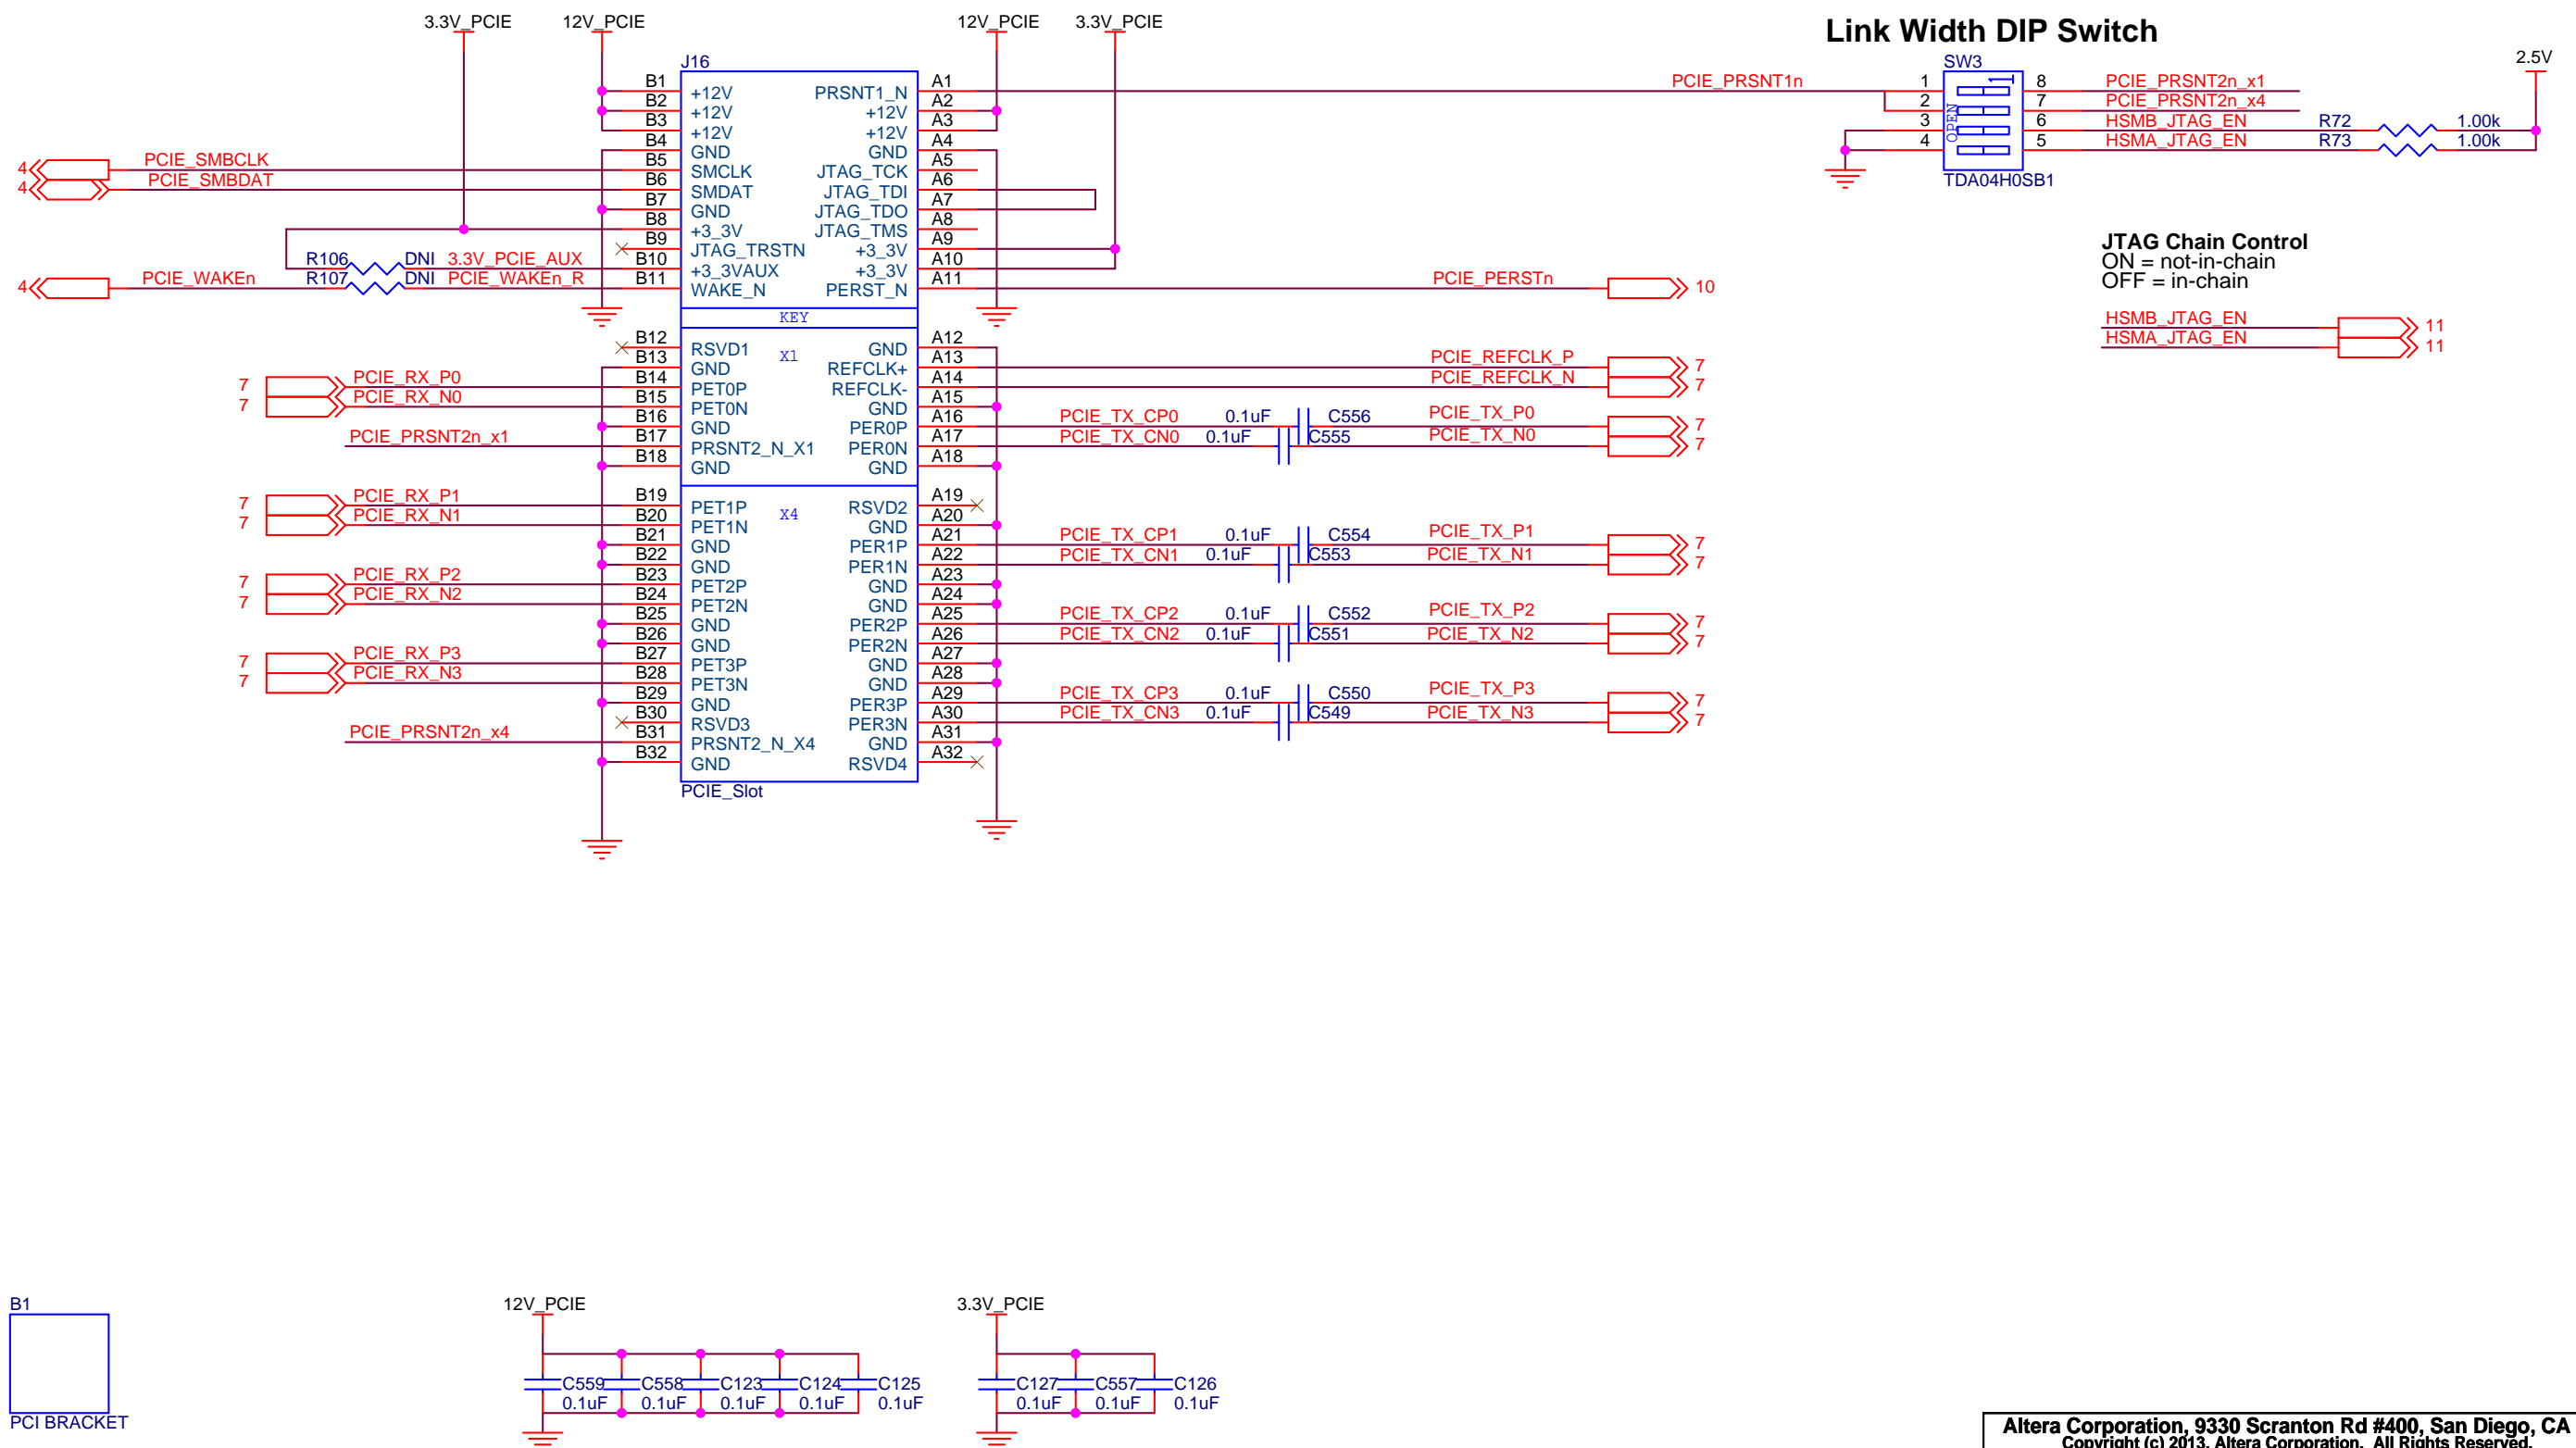 3.3V_PCIE 12V_PCIE 12V_PCIE 3.3V_PCIE
Link Width DIP Switch
J16
B1 +12V PRSNT1_N A1
B2 +12V +12V A2
B3 +12V +12V A3
B4 GND GND A4
PCIE_SMBCLK
4 B5 SMCLK JTAG_TCK A5
PCIE_SMBDAT
4 B6 SMDAT JTAG_TDI A6
B7 GND JTAG_TDO A7
B8 +3_3V JTAG_TMS A8
B9 JTAG_TRSTN +3_3V A9
R106 DNI 3.3V_PCIE_AUX B10 +3_3VAUX +3_3V A10
4 PCIE_WAKEn R107 DNI PCIE_WAKEn_R B11 WAKE_N PERST_N A11 PCIE_PERSTn 10
KEY
X1
B12 RSVD1 GND A12
B13 GND REFCLK+ A13 PCIE_REFCLK_P 7
7 PCIE_RX_P0 B14 PET0P REFCLK- A14 PCIE_REFCLK_N 7
7 PCIE_RX_N0 B15 PET0N GND A15
B16 GND PER0P A16 PCIE_TX_CP0 0.1uF C556 PCIE_TX_P0 7
PCIE_PRSNT2n_x1 B17 PRSNT2_N_X1 PER0N A17 PCIE_TX_CN0 0.1uF C555 PCIE_TX_N0 7
B18 GND GND A18
X4
7 PCIE_RX_P1 B19 PET1P RSVD2 A19
7 PCIE_RX_N1 B20 PET1N GND A20
B21 GND PER1P A21 PCIE_TX_CP1 0.1uF C554 PCIE_TX_P1 7
B22 GND PER1N A22 PCIE_TX_CN1 0.1uF C553 PCIE_TX_N1 7
7 PCIE_RX_P2 B23 PET2P GND A23
7 PCIE_RX_N2 B24 PET2N GND A24
B25 GND PER2P A25 PCIE_TX_CP2 0.1uF C552 PCIE_TX_P2 7
B26 GND PER2N A26 PCIE_TX_CN2 0.1uF C551 PCIE_TX_N2 7
7 PCIE_RX_P3 B27 PET3P GND A27
7 PCIE_RX_N3 B28 PET3N GND A28
B29 GND PER3P A29 PCIE_TX_CP3 0.1uF C550 PCIE_TX_P3 7
B30 RSVD3 PER3N A30 PCIE_TX_CN3 0.1uF C549 PCIE_TX_N3 7
PCIE_PRSNT2n_x4 B31 PRSNT2_N_X4 GND A31
B32 GND RSVD4 A32
PCIE_Slot
SW3 2.5V
PCIE_PRSNT1n 1 1 8 PCIE_PRSNT2n_x1
2 7 PCIE_PRSNT2n_x4
OPEN
3 6 HSMB_JTAG_EN R72 1.00k
4 5 HSMA_JTAG_EN R73 1.00k
TDA04H0SB1
JTAG Chain Control
ON = not-in-chain
OFF = in-chain
HSMB_JTAG_EN 11
HSMA_JTAG_EN 11
B1
PCI BRACKET
12V_PCIE
C559 C558 C123 C124 C125
0.1uF 0.1uF 0.1uF 0.1uF 0.1uF
3.3V_PCIE
C127 C557 C126
0.1uF 0.1uF 0.1uF
Altera Corporation, 9330 Scranton Rd #400, San Diego, CA
Copyright (c) 2013, Altera Corporation. All Rights Reserved.